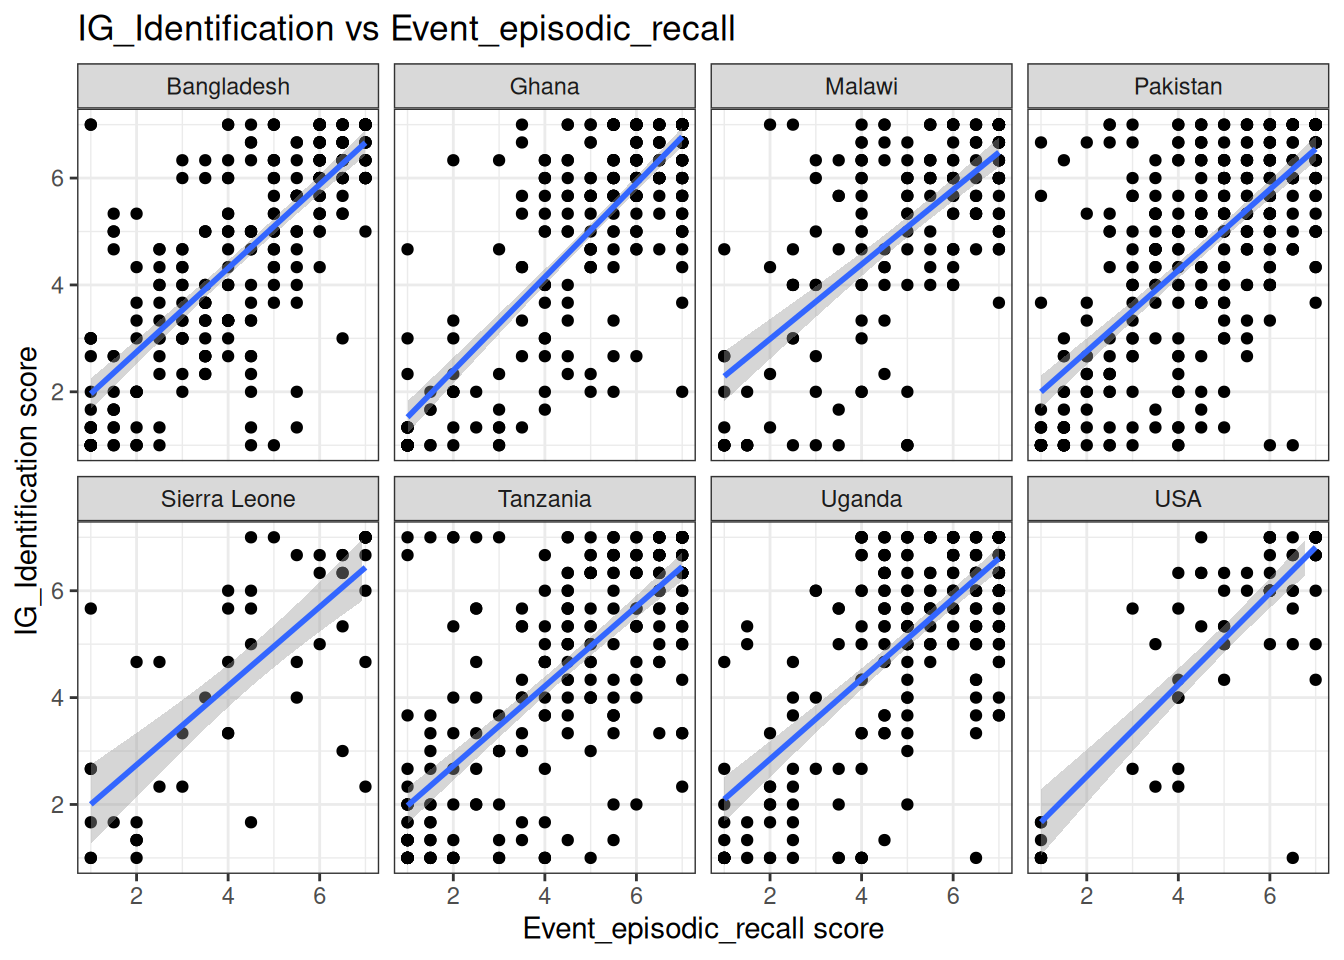 IG_Identification vs Event_episodic_recall
Bangladesh
Ghana
Malawi
Pakistan
6
4
2
Sierra Leone
Tanzania
Uganda
USA
6
4
2
2 4 6
2 4 6
2 4 6
2 4 6
IG_Identification score
Event_episodic_recall score